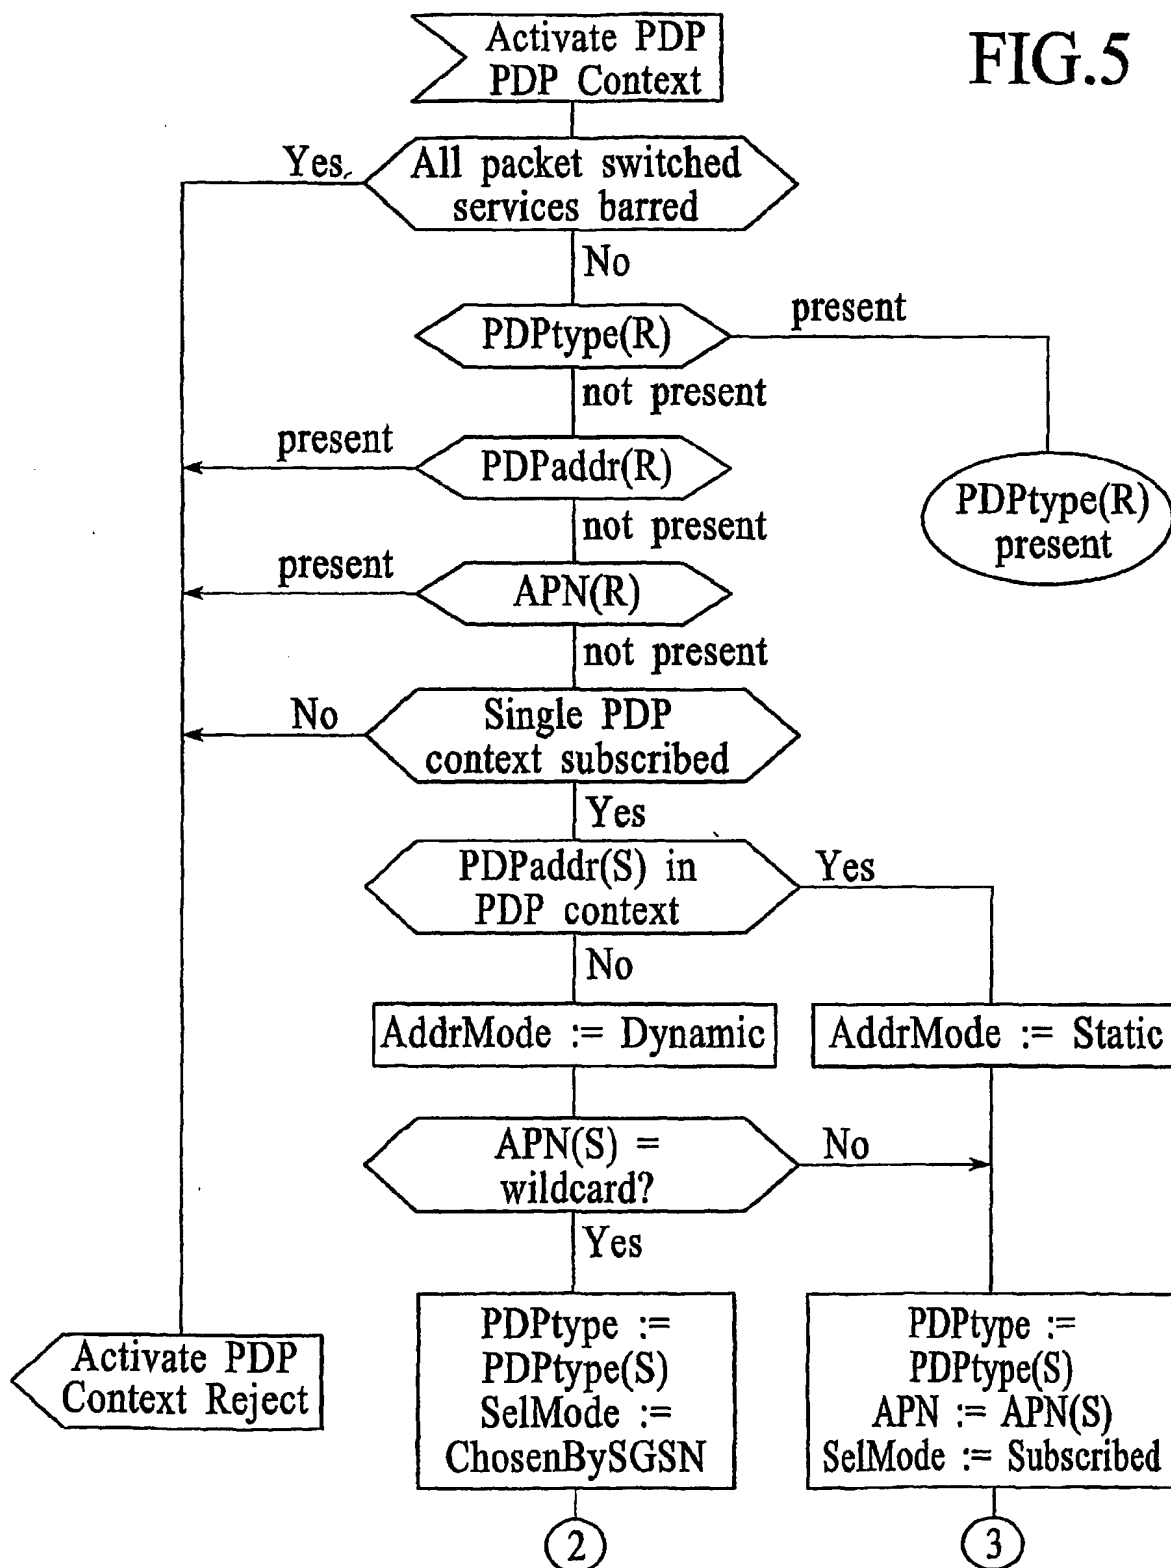 FIG.5
Activate PDP
PDP Context
Yes
All packet switched
services barred
No
PDPtype(R)
present
not present
present
PDPaddr(R)
PDPtype(R)
present
not present
present
APN(R)
not present
No
Single PDP
context subscribed
Yes
PDPaddr(S) in
PDP context
Yes
No
AddrMode := Dynamic
AddrMode := Static
APN(S) =
wildcard?
No
Yes
PDPtype :=
PDPtype(S)
SelMode :=
ChosenBySGSN
PDPtype :=
PDPtype(S)
APN := APN(S)
SelMode := Subscribed
Activate PDP
Context Reject
2
3